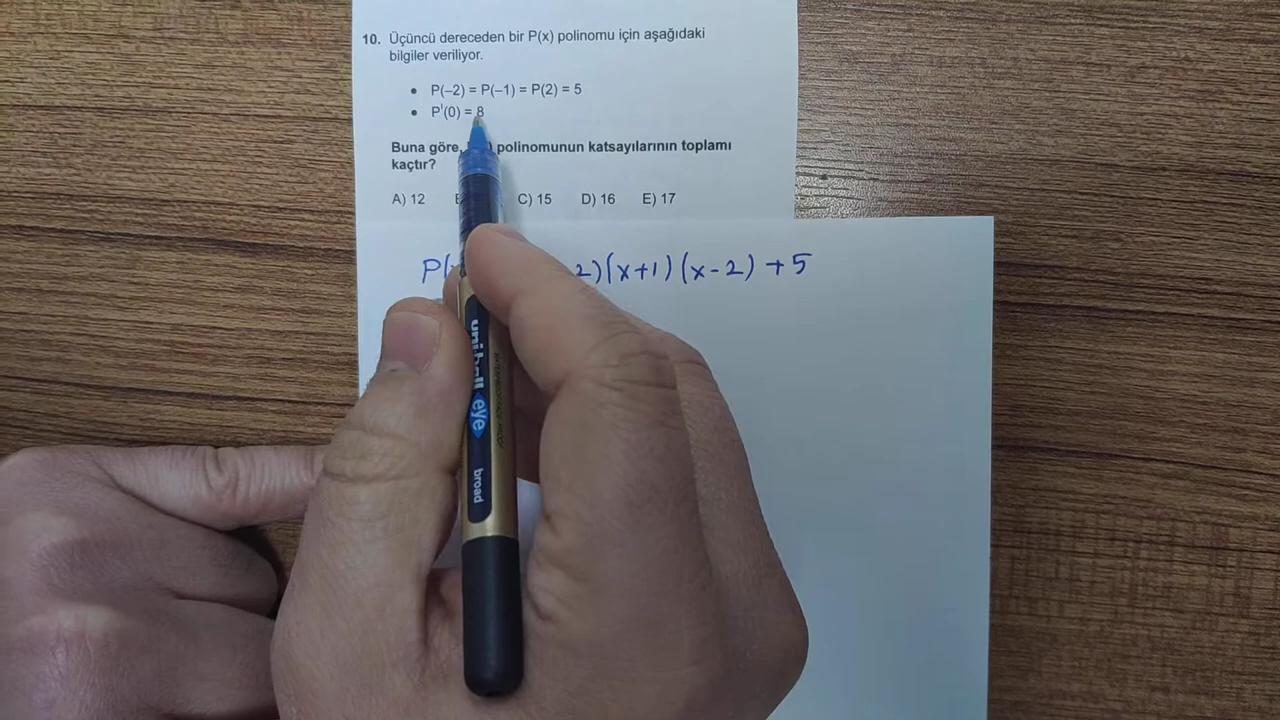 10. Üçüncü dereceden bir P(x) polinomu için aşağıdaki
bilgiler veriliyor.
• P(–2) = P(–1) = P(2) = 5
• P'(0) = 8
Buna göre, polinomunun katsayılarının toplamı
kaçtır?
A) 12 C) 15 D) 16 E) 17
P( 2)(x+1)(x-2) +5
uni-ball eye
broad